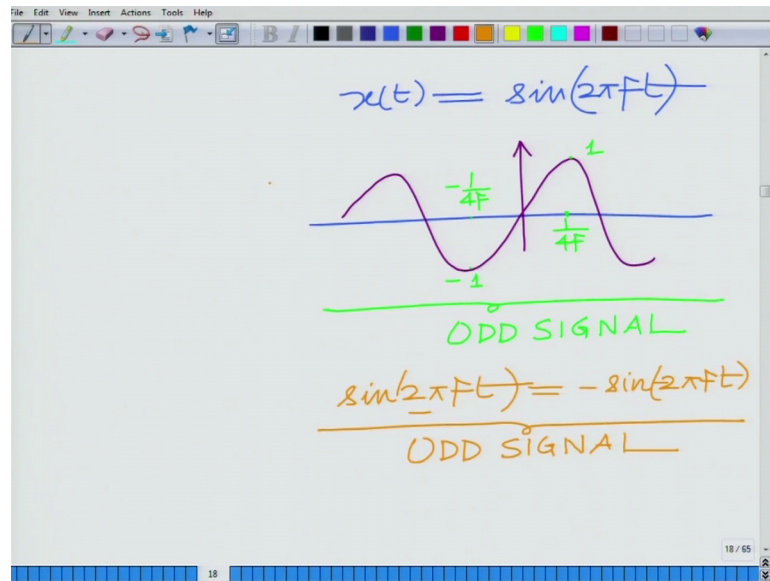 File Edit View Insert Actions Tools Help
B I
x(t) = sin(2πFt)
1
-1/4F
1/4F
-1
ODD SIGNAL
sin(2πFt) = -sin(-2πFt)
ODD SIGNAL
18/65
18